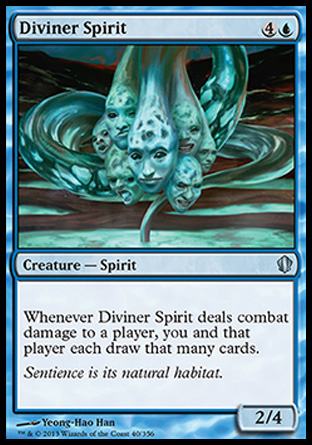 Diviner Spirit 4
Creature — Spirit
Whenever Diviner Spirit deals combat
damage to a player, you and that
player each draw that many cards.
Sentience is its natural habitat.
Yeong-Hao Han
™ & © 2013 Wizards of the Coast 40/356
2/4